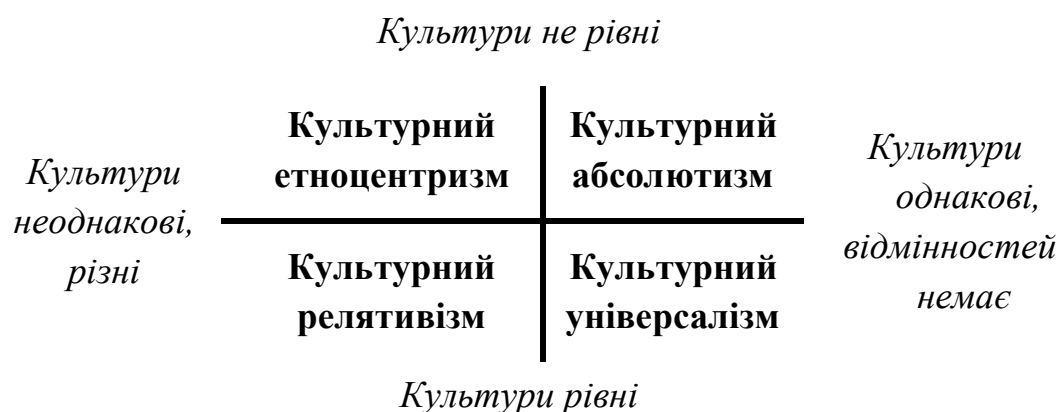 Культури не рівні
Культурний
етноцентризм
Культурний
абсолютизм
Культури
неоднакові,
різні
Культури
однакові,
відмінностей
немає
Культурний
релятивізм
Культурний
універсалізм
Культури рівні